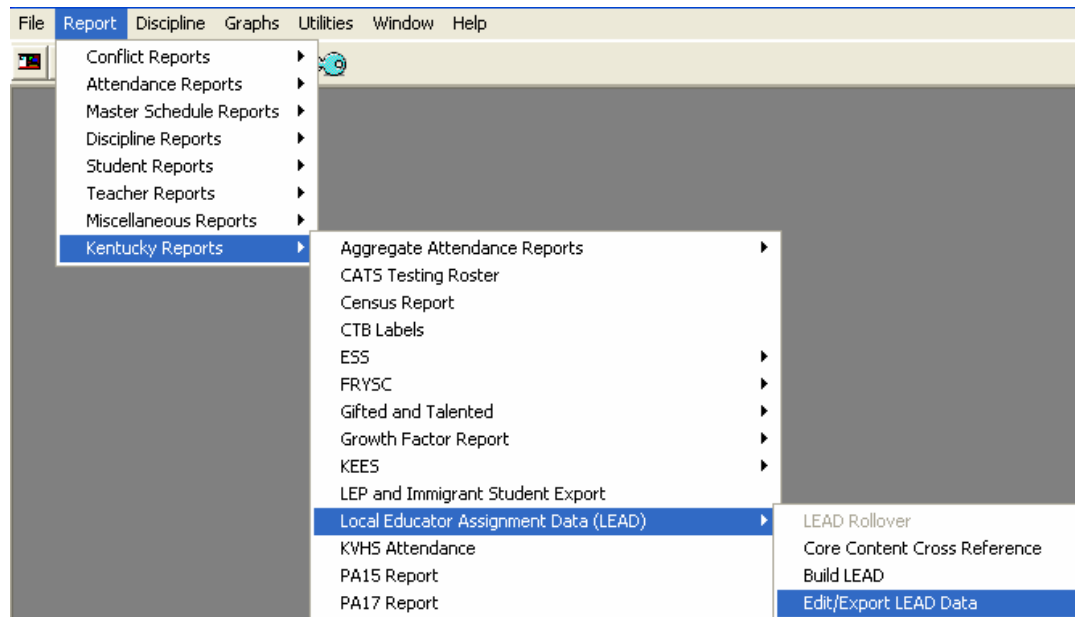 File Report Discipline Graphs Utilities Window Help
Conflict Reports
Attendance Reports
Master Schedule Reports
Discipline Reports
Student Reports
Teacher Reports
Miscellaneous Reports
Kentucky Reports
Aggregate Attendance Reports
CATS Testing Roster
Census Report
CTB Labels
ESS
FRYSC
Gifted and Talented
Growth Factor Report
KEES
LEP and Immigrant Student Export
Local Educator Assignment Data (LEAD)
KVHS Attendance
PA15 Report
PA17 Report
LEAD Rollover
Core Content Cross Reference
Build LEAD
Edit/Export LEAD Data